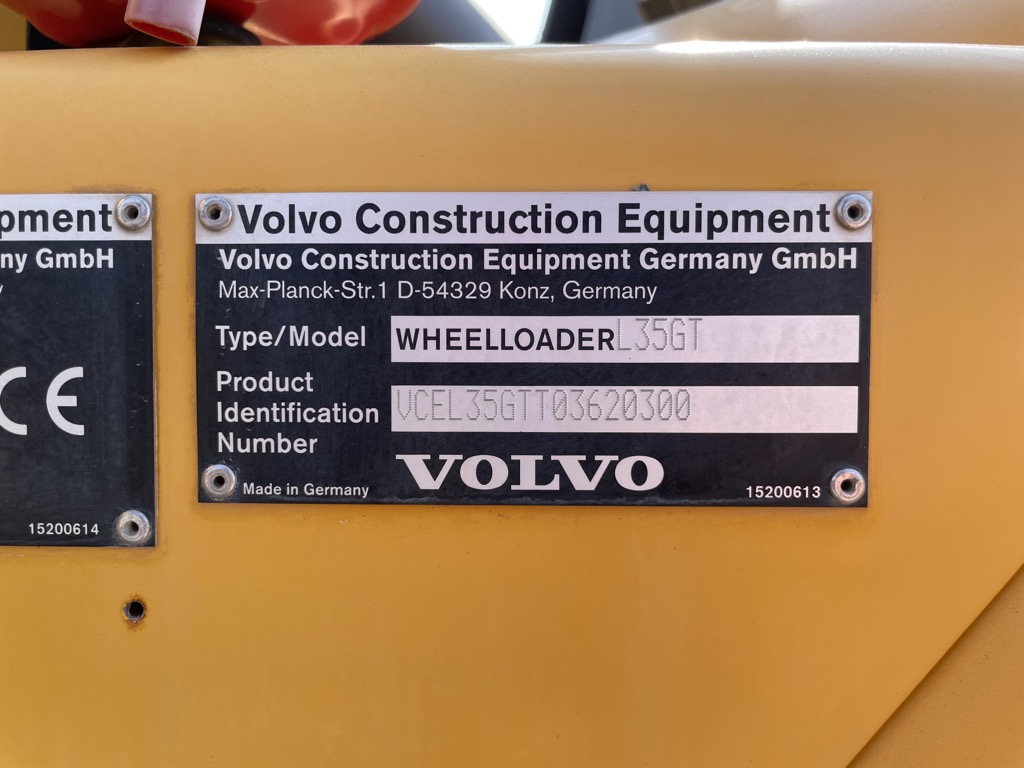 pment
ny GmbH
CE
15200614
Volvo Construction Equipment
Volvo Construction Equipment Germany GmbH
Max-Planck-Str.1 D-54329 Konz, Germany
Type/Model WHEELLOADER L35GT
Product
Identification
Number
VCEL35GTT03620300
VOLVO
Made in Germany
15200613